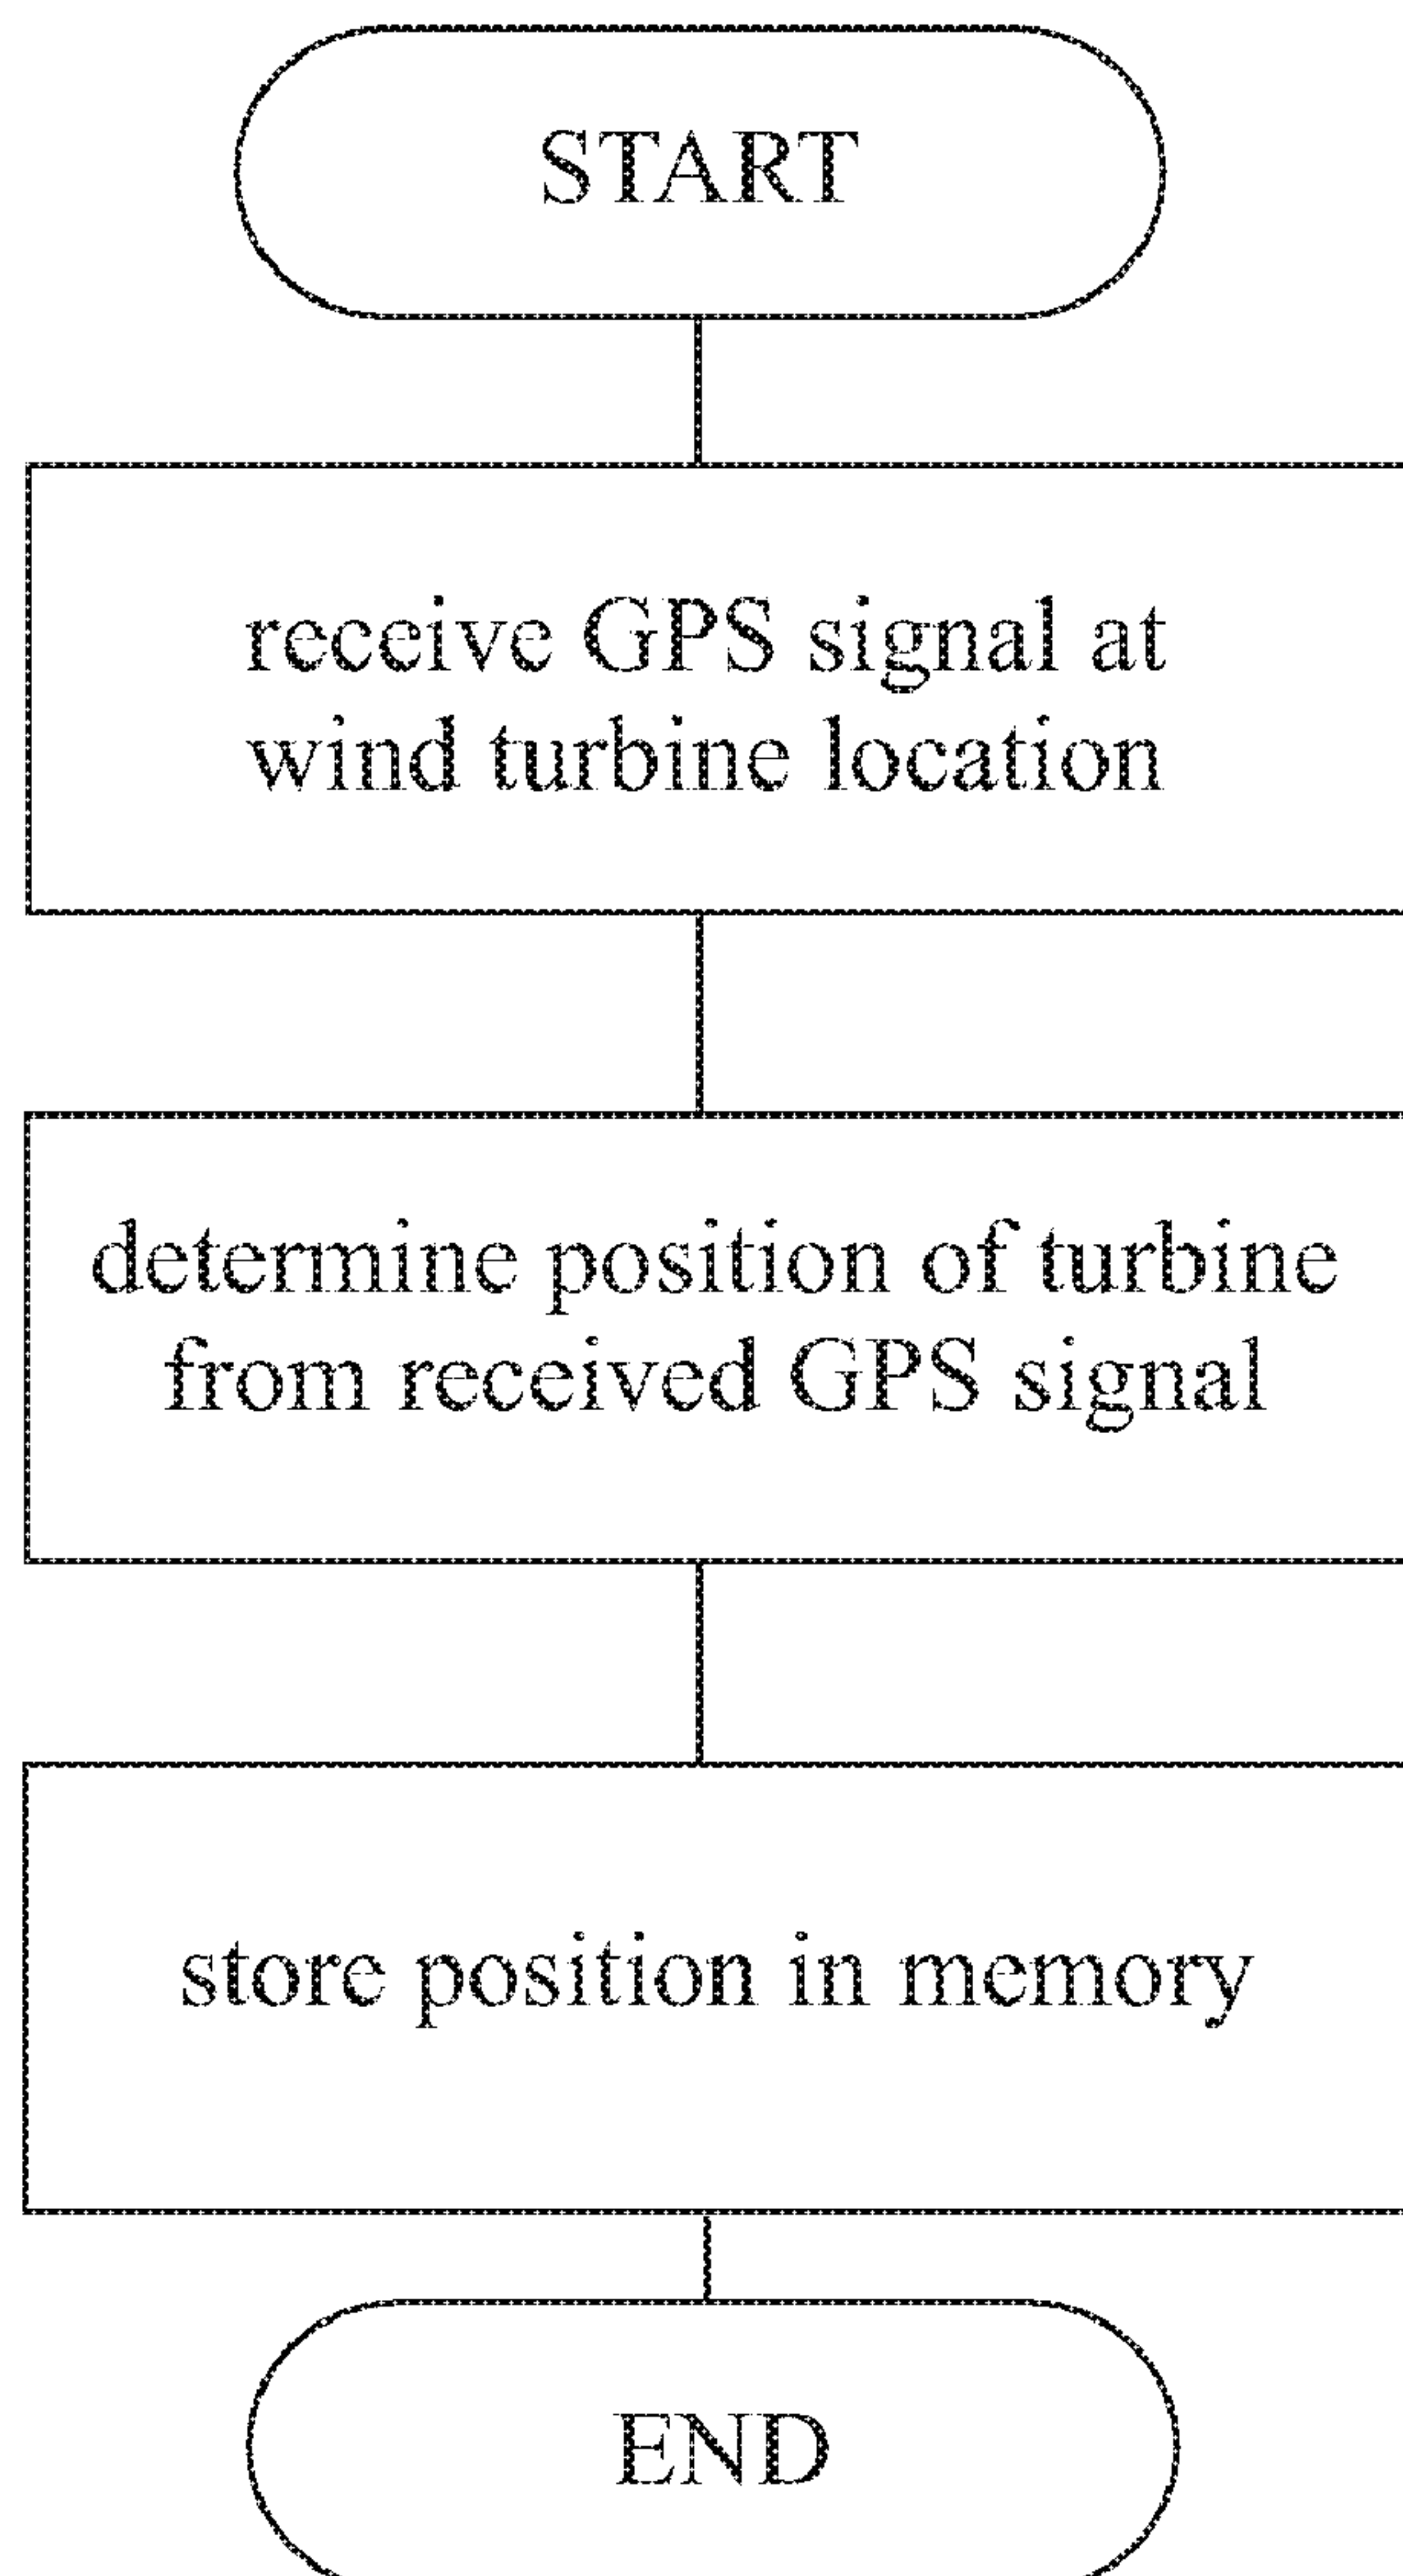 START
receive GPS signal at
wind turbine location
determine position of turbine
from received GPS signal
store position in memory
END